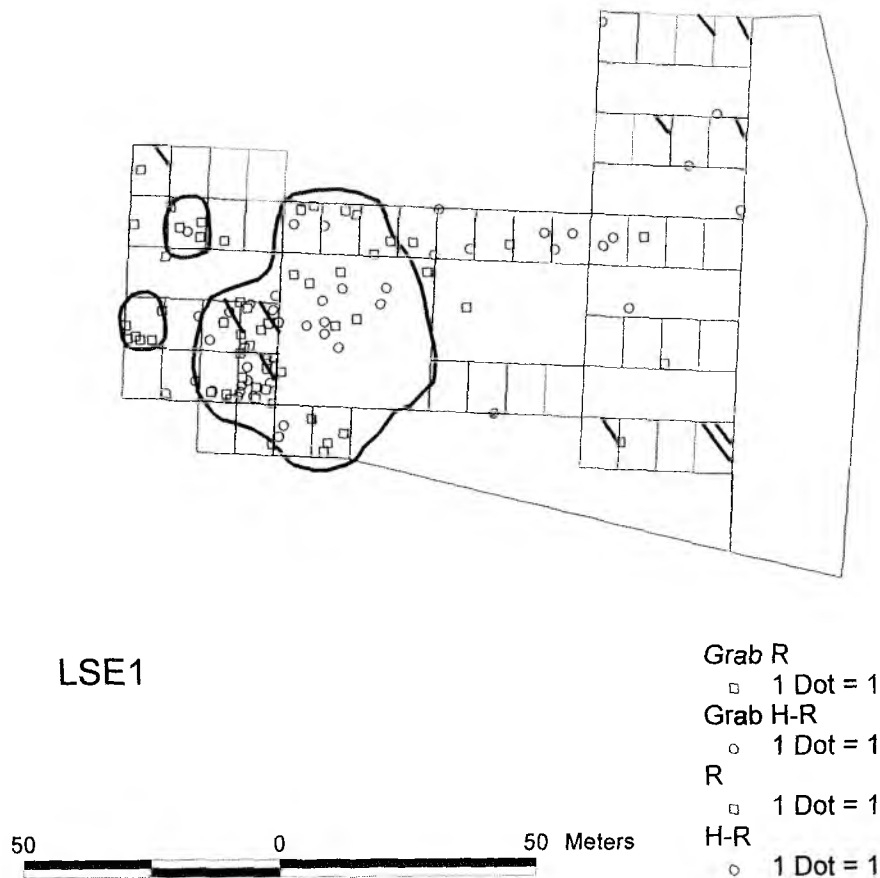 LSE1
Grab R
1 Dot = 1
Grab H-R
1 Dot = 1
R
1 Dot = 1
H-R
1 Dot = 1
50 0 50 Meters